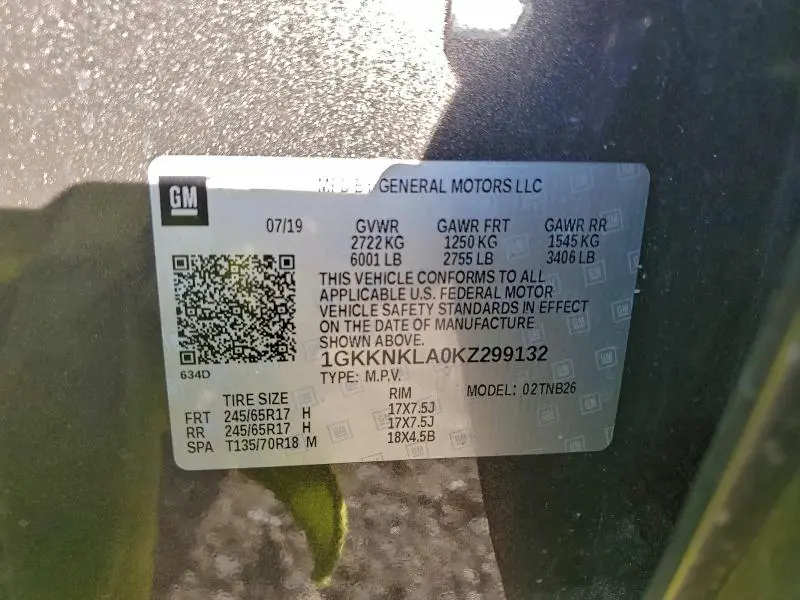 GM
MFD BY GENERAL MOTORS LLC
07/19 GVWR GAWR FRT GAWR RR
2722 KG 1250 KG 1545 KG
6001 LB 2755 LB 3406 LB
THIS VEHICLE CONFORMS TO ALL
APPLICABLE U.S. FEDERAL MOTOR
VEHICLE SAFETY STANDARDS IN EFFECT
ON THE DATE OF MANUFACTURE
SHOWN ABOVE.
1GKKNKLA0KZ299132
634D
TYPE: M.P.V.
MODEL: 02TNB26
TIRE SIZE RIM
FRT 245/65R17 H 17X7.5J
RR 245/65R17 H 17X7.5J
SPA T135/70R18 M 18X4.5B